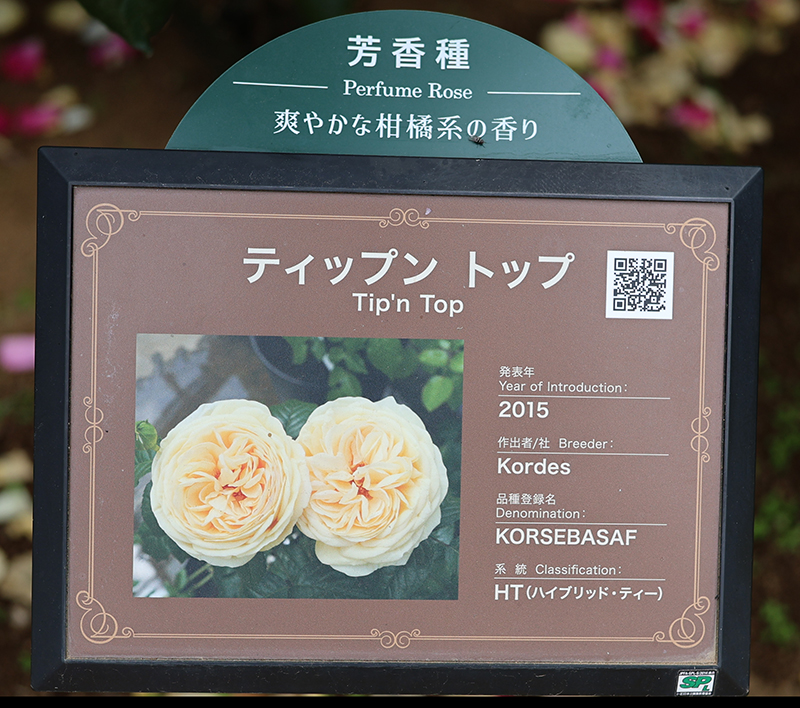 芳香種
Perfume Rose
爽やかな柑橘系の香り
ティップン トップ
Tip'n Top
発表年
Year of Introduction:
2015
作出者/社 Breeder:
Kordes
品種登録名
Denomination:
KORSEBASAF
系 統 Classification:
HT(ハイブリッド・ティー)
SP